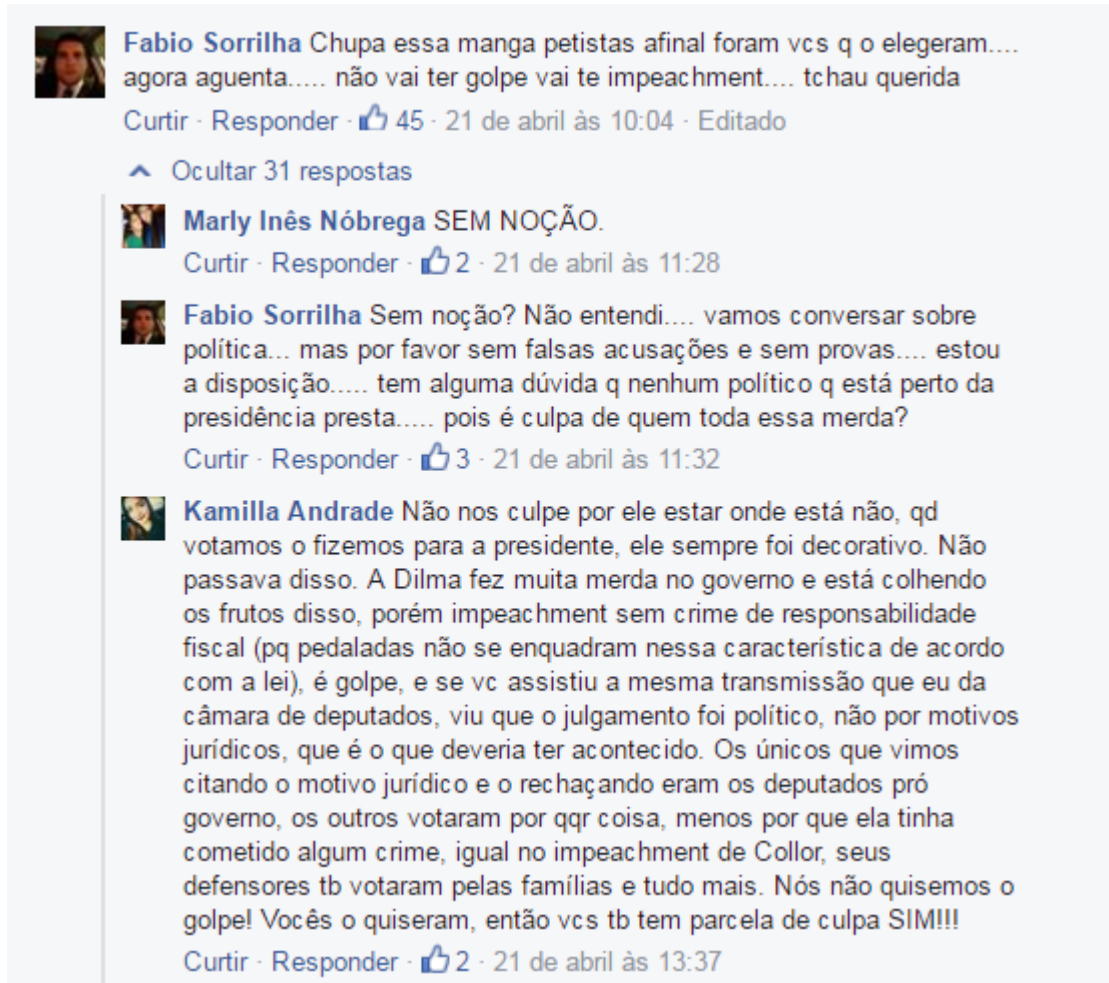 Fabio Sorrilha Chupa essa manga petistas afinal foram vcs q o elegeram....
agora aguenta..... não vai ter golpe vai te impeachment.... tchau querida
Curtir · Responder · 45 · 21 de abril às 10:04 · Editado
Ocultar 31 respostas
Marly Inês Nóbrega SEM NOÇÃO.
Curtir · Responder · 2 · 21 de abril às 11:28
Fabio Sorrilha Sem noção? Não entendi.... vamos conversar sobre
política... mas por favor sem falsas acusações e sem provas.... estou
a disposição..... tem alguma dúvida q nenhum político q está perto da
presidência presta..... pois é culpa de quem toda essa merda?
Curtir · Responder · 3 · 21 de abril às 11:32
Kamilla Andrade Não nos culpe por ele estar onde está não, qd
votamos o fizemos para a presidente, ele sempre foi decorativo. Não
passava disso. A Dilma fez muita merda no governo e está colhendo
os frutos disso, porém impeachment sem crime de responsabilidade
fiscal (pq pedaladas não se enquadram nessa característica de acordo
com a lei), é golpe, e se vc assistiu a mesma transmissão que eu da
câmara de deputados, viu que o julgamento foi político, não por motivos
jurídicos, que é o que deveria ter acontecido. Os únicos que vimos
citando o motivo jurídico e o rechaçando eram os deputados pró
governo, os outros votaram por qqr coisa, menos por que ela tinha
cometido algum crime, igual no impeachment de Collor, seus
defensores tb votaram pelas famílias e tudo mais. Nós não quisemos o
golpe! Vocês o quiseram, então vcs tb tem parcela de culpa SIM!!!
Curtir · Responder · 2 · 21 de abril às 13:37